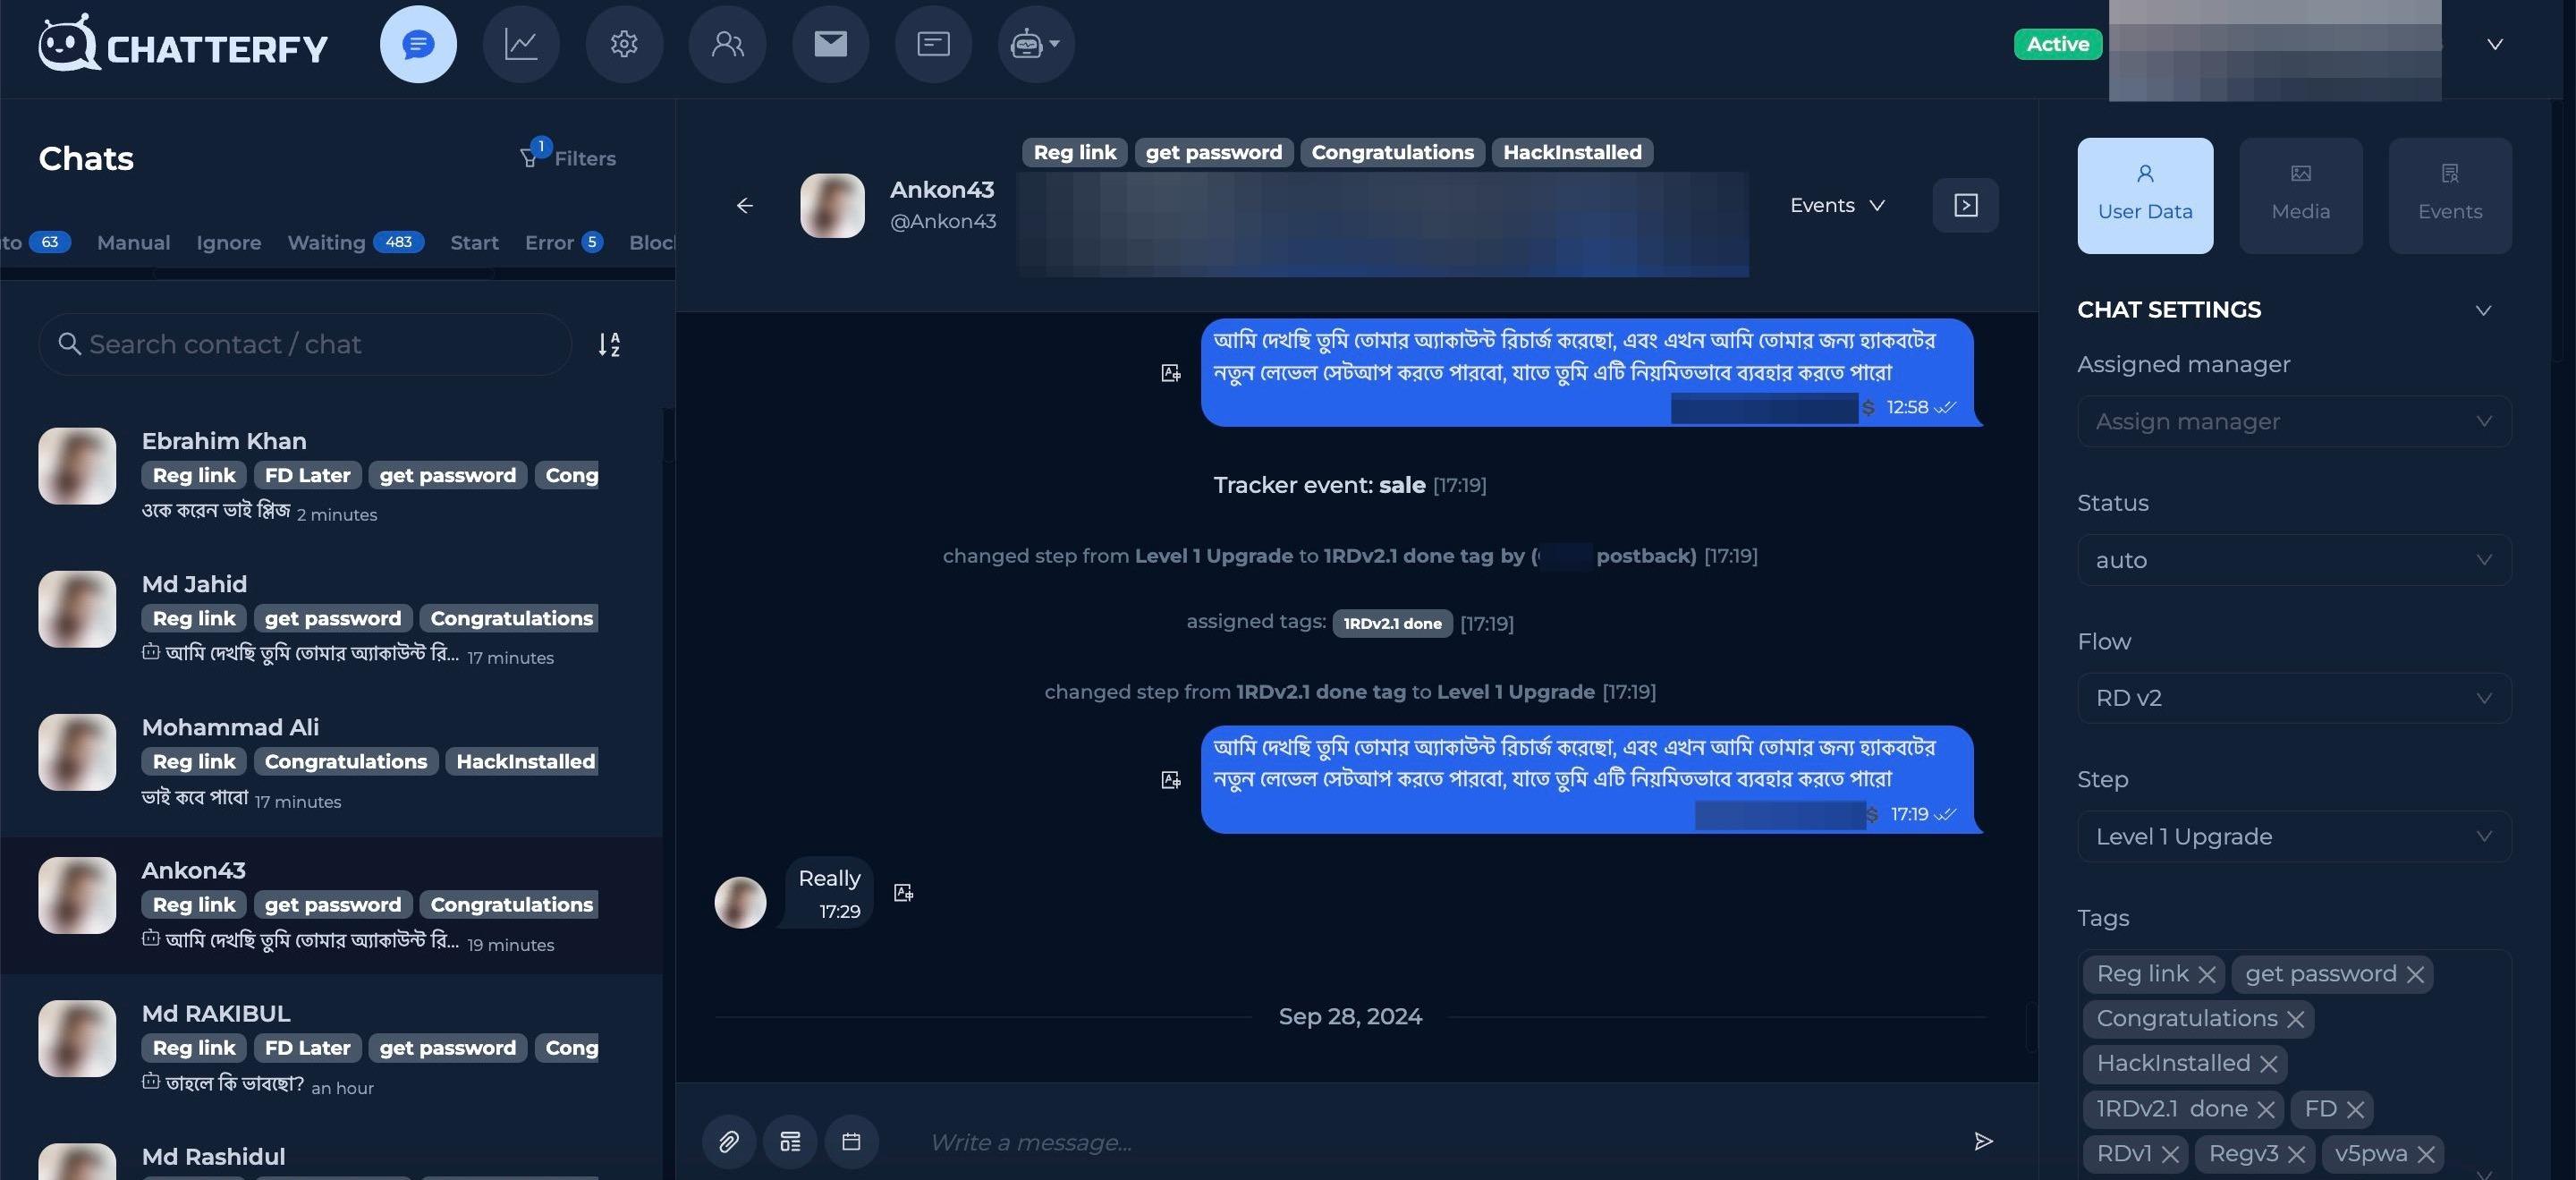 CHATTERFY
Active
Chats
1
Filters
to 63 Manual Ignore Waiting 483 Start Error 5 Bloc
Search contact / chat
A
Z
Ebrahim Khan
Reg link FD Later get password Cong
ওকে করেন ভাই প্লিজ 2 minutes
Md Jahid
Reg link get password Congratulations
আমি দেখছি তুমি তোমার অ্যাকাউন্ট রি... 17 minutes
Mohammad Ali
Reg link Congratulations HackInstalled
ভাই কবে পাবো 17 minutes
Ankon43
Reg link get password Congratulations
আমি দেখছি তুমি তোমার অ্যাকাউন্ট রি... 19 minutes
Md RAKIBUL
Reg link FD Later get password Cong
তাহলে কি ভাবছো? an hour
Md Rashidul
Reg link get password Congratulations HackInstalled
Ankon43
@Ankon43
Events
আমি দেখছি তুমি তোমার অ্যাকাউন্ট রিচার্জ করেছো, এবং এখন আমি তোমার জন্য হ্যাকবটের
নতুন লেভেল সেটআপ করতে পারবো, যাতে তুমি এটি নিয়মিতভাবে ব্যবহার করতে পারো
$ 12:58
Tracker event: sale [17:19]
changed step from Level 1 Upgrade to 1RDv2.1 done tag by ( postback) [17:19]
assigned tags: 1RDv2.1 done [17:19]
changed step from 1RDv2.1 done tag to Level 1 Upgrade [17:19]
আমি দেখছি তুমি তোমার অ্যাকাউন্ট রিচার্জ করেছো, এবং এখন আমি তোমার জন্য হ্যাকবটের
নতুন লেভেল সেটআপ করতে পারবো, যাতে তুমি এটি নিয়মিতভাবে ব্যবহার করতে পারো
$ 17:19
Really
17:29
Sep 28, 2024
Write a message...
User Data Media Events
CHAT SETTINGS
Assigned manager
Assign manager
Status
auto
Flow
RD v2
Step
Level 1 Upgrade
Tags
Reg link get password
Congratulations
HackInstalled
1RDv2.1 done FD
RDv1 Regv3 v5pwa